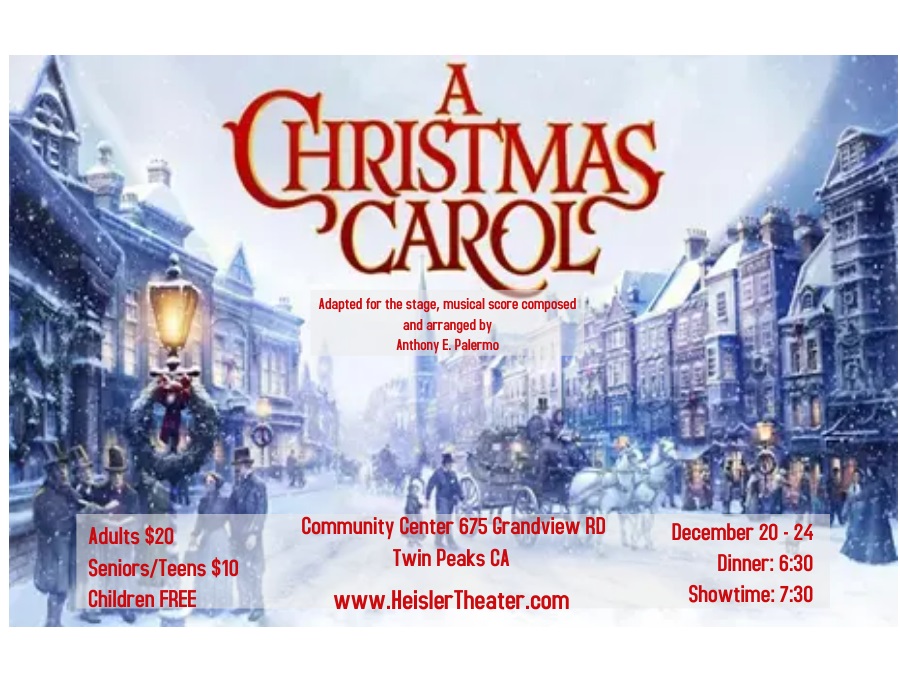 A
CHRISTMAS
CAROL
Adapted for the stage, musical score composed
and arranged by
Anthony E. Palermo
Adults $20
Seniors/Teens $10
Children FREE
Community Center 675 Grandview RD
Twin Peaks CA
www.HeislerTheater.com
December 20 - 24
Dinner: 6:30
Showtime: 7:30